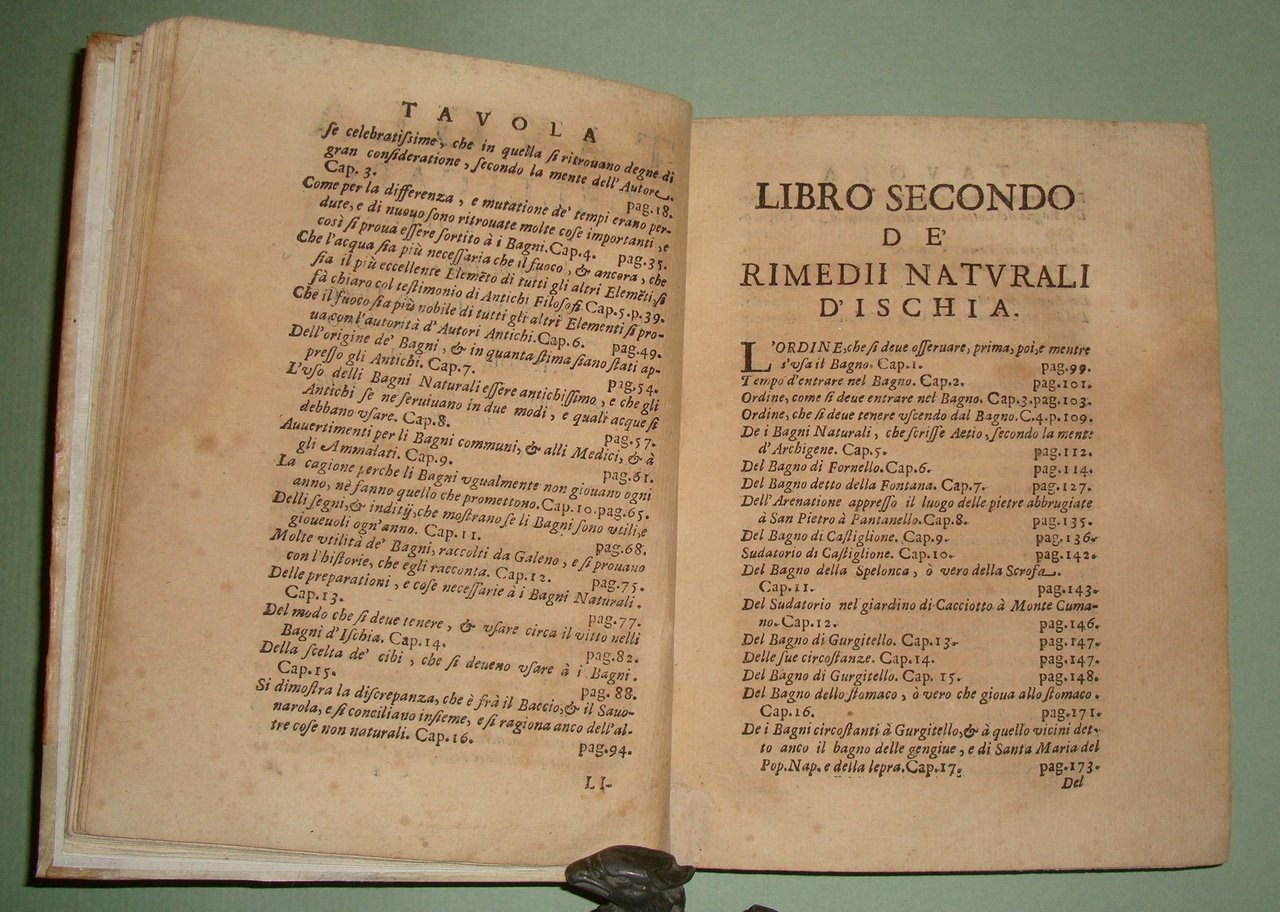 TAVOLA
se celebratissime, che in quella si ritrouano degne di
gran consideratione, secondo la mente dell'Autore.
Cap. 3. pag.18.
Come per la differenza, e mutatione de' tempi erano per-
dute, e di nuouo sono ritrouate molte cose importanti, e
così si proua essere sortito à i Bagni.Cap.4. pag.35.
Che l'acqua sia più necessaria che il fuoco, & ancora, che
sia il più eccellente Elemẽto di tutti gli altri Elemẽti, si
fà chiaro col testimonio di Antichi Filosofi.Cap.5.p.39.
Che il fuoco sia più nobile di tutti gli altri Elementi si pro-
ua con l'autorità d'Autori Antichi.Cap.6. pag.49.
Dell'origine de' Bagni, & in quanta stima siano stati ap-
presso gli Antichi. Cap.7. pag.54.
L'vso delli Bagni Naturali essere antichissimo, e che gli
Antichi se ne seruiuano in due modi, e quali acque si
debbano vsare. Cap.8. pag.57.
Auuertimenti per li Bagni communi, & alli Medici, & à
gli Ammalati. Cap.9. pag.61.
La cagione perche li Bagni vgualmente non giouano ogni
anno, nè fanno quello che promettono.Cap.10.pag.65.
Delli segni, & inditij, che mostrano se li Bagni sono vtili, e
gioueuoli ogn'anno. Cap.11. pag.68.
Molte vtilità de' Bagni, raccolti da Galeno, e si prouano
con l'historie, che egli racconta. Cap.12. pag.75.
Delle preparationi, e cose necessarie à i Bagni Naturali.
Cap.13. pag.77.
Del modo che si deue tenere, & vsare circa il vitto nelli
Bagni d'Ischia. Cap.14. pag.82.
Della scelta de' cibi, che si deueno vsare à i Bagni.
Cap.15. pag. 88.
Si dimostra la discrepanza, che è frà il Baccio, & il Sauo-
narola, e si conciliano insieme, e si ragiona anco dell'al-
tre cose non naturali. Cap.16. pag.94.
LI-
LIBRO SECONDO
DE'
RIMEDII NATVRALI
D'ISCHIA.
L'ORDINE, che si deue osseruare, prima, poi, e mentre
s'vsa il Bagno. Cap.1. pag.99.
Tempo d'entrare nel Bagno. Cap.2. pag.101.
Ordine, come si deue entrare nel Bagno. Cap.3.pag.103.
Ordine, che si deue tenere vscendo dal Bagno.C.4.p.109.
De i Bagni Naturali, che scrisse Aetio, secondo la mente
d'Archigene. Cap.5. pag.112.
Del Bagno di Fornello.Cap.6. pag.114.
Del Bagno detto della Fontana. Cap.7. pag.127.
Dell'Arenatione appresso il luogo delle pietre abbrugiate
à San Pietro à Pantanello.Cap.8. pag.135.
Del Bagno di Castiglione. Cap.9. pag.136.
Sudatorio di Castiglione. Cap.10. pag.142.
Del Bagno della Spelonca, ò vero della Scrofa.
Cap.11. pag.143.
Del Sudatorio nel giardino di Cacciotto à Monte Cuma-
no. Cap.12. pag.146.
Del Bagno di Gurgitello. Cap.13. pag.147.
Delle sue circostanze. Cap.14. pag.147.
Del Bagno di Gurgitello. Cap. 15. pag.148.
Del Bagno dello stomaco, ò vero che gioua allo stomaco.
Cap.16. pag.171.
De i Bagni circostanti à Gurgitello, & à quello vicini det-
to anco il bagno delle gengiue, e di Santa Maria del
Pop. Nap. e della lepra.Cap.17. pag.173.
Del